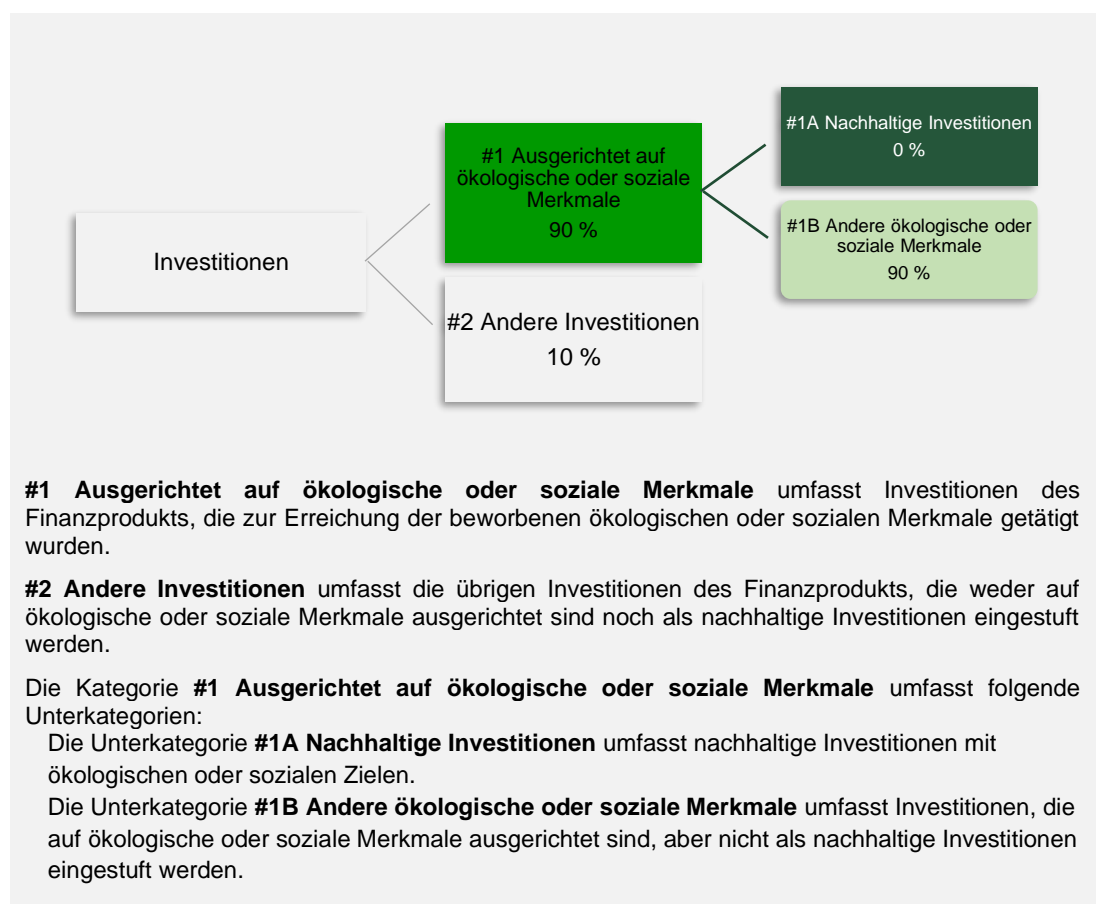 #1A Nachhaltige Investitionen
0 %
#1 Ausgerichtet auf
ökologische oder soziale
Merkmale
90 %
#1B Andere ökologische oder
soziale Merkmale
90 %
Investitionen
#2 Andere Investitionen
10 %
#1 Ausgerichtet auf ökologische oder soziale Merkmale umfasst Investitionen des
Finanzprodukts, die zur Erreichung der beworbenen ökologischen oder sozialen Merkmale getätigt
wurden.
#2 Andere Investitionen umfasst die übrigen Investitionen des Finanzprodukts, die weder auf
ökologische oder soziale Merkmale ausgerichtet sind noch als nachhaltige Investitionen eingestuft
werden.
Die Kategorie #1 Ausgerichtet auf ökologische oder soziale Merkmale umfasst folgende
Unterkategorien:
Die Unterkategorie #1A Nachhaltige Investitionen umfasst nachhaltige Investitionen mit
ökologischen oder sozialen Zielen.
Die Unterkategorie #1B Andere ökologische oder soziale Merkmale umfasst Investitionen, die
auf ökologische oder soziale Merkmale ausgerichtet sind, aber nicht als nachhaltige Investitionen
eingestuft werden.